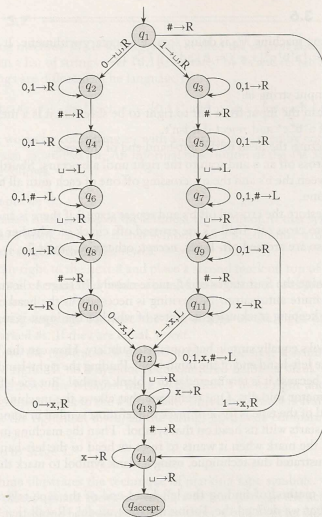 q1
#→R
0→␣,R 1→␣,R
0,1→R q2 q3 0,1→R
#→R #→R
0,1→R q4 q5 0,1→R
␣→L ␣→L
0,1,#→L q6 q7 0,1,#→L
␣→R ␣→R
0,1→R q8 q9 0,1→R
#→R #→R
x→R q10 q11 x→R
0→x,L 1→x,L
q12 0,1,x,#→L
␣→R
x→R
0→x,R q13 1→x,R
#→R
x→R q14
␣→R
qaccept